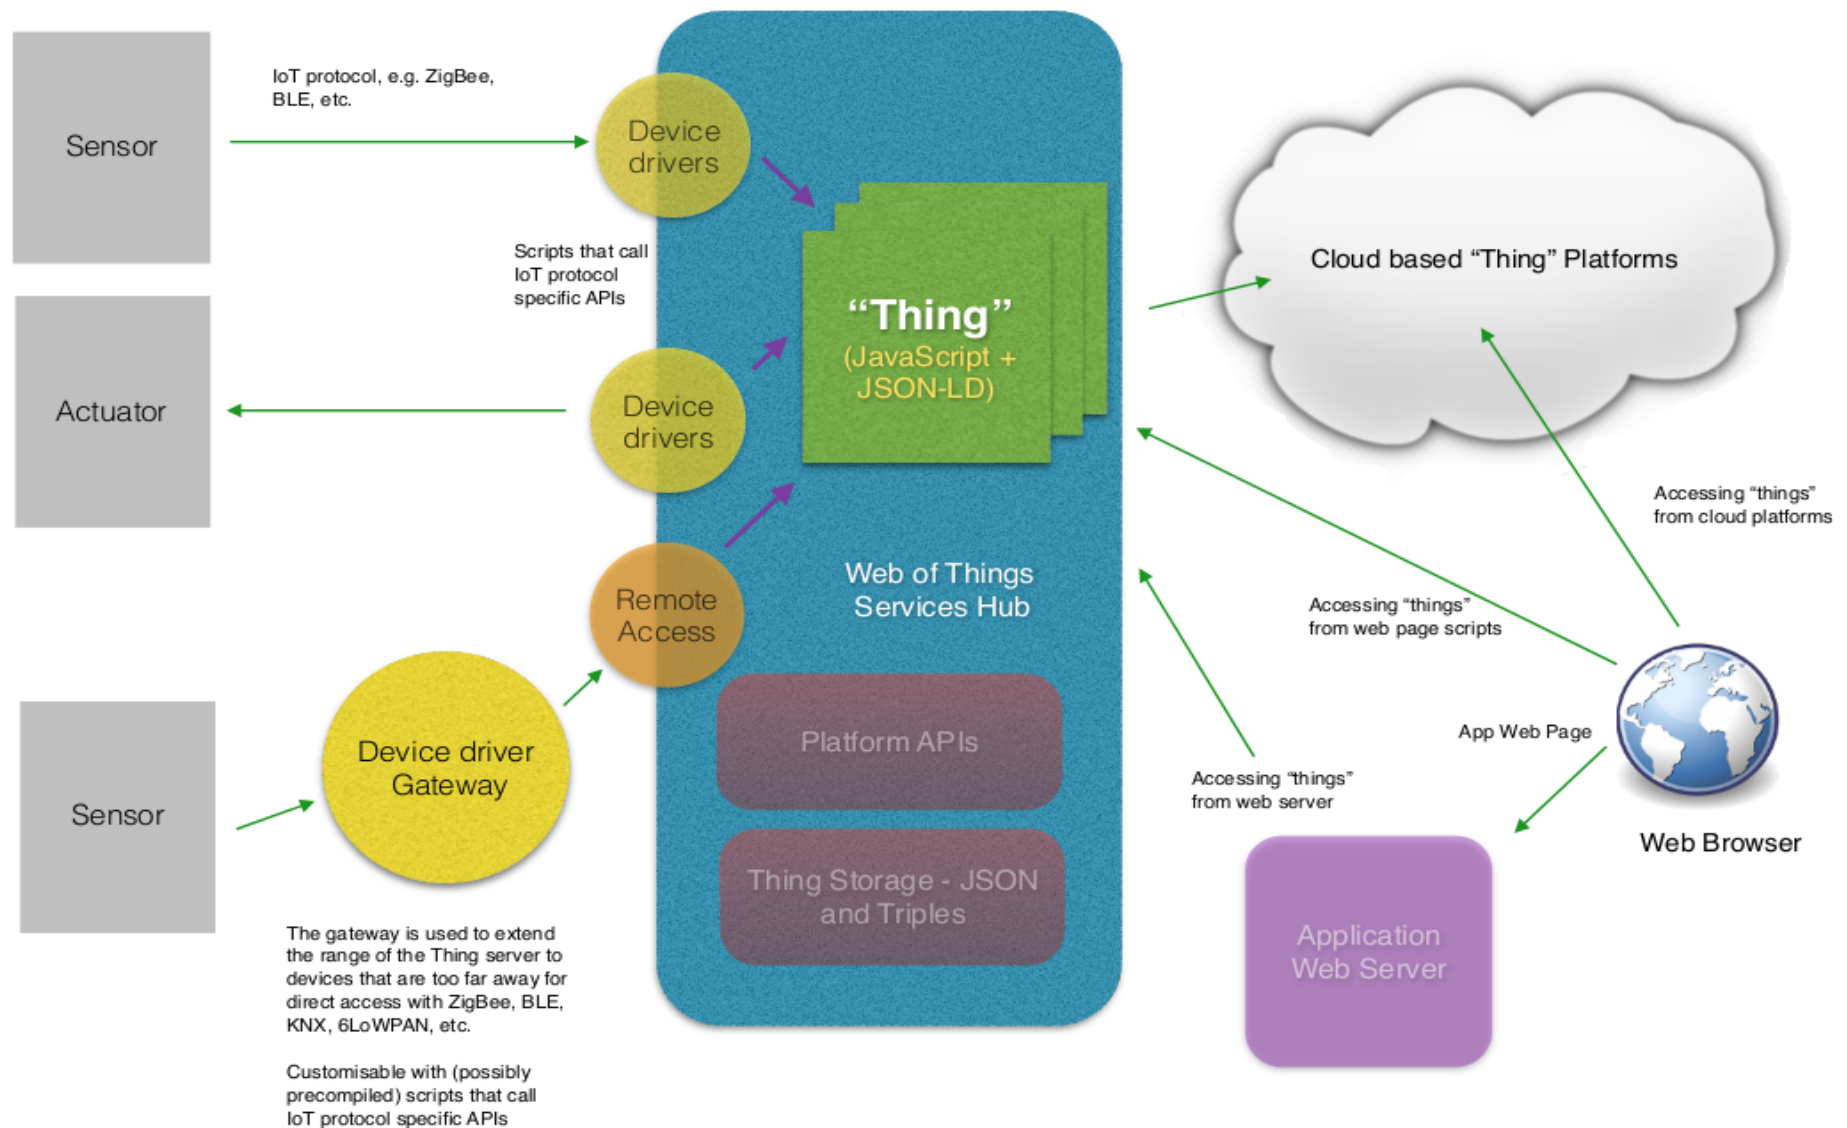 Sensor
IoT protocol, e.g. ZigBee,
BLE, etc.
Device
drivers
Scripts that call
IoT protocol
specific APIs
Actuator
Device
drivers
"Thing"
(JavaScript +
JSON-LD)
Remote
Access
Web of Things
Services Hub
Sensor
Device driver
Gateway
The gateway is used to extend
the range of the Thing server to
devices that are too far away for
direct access with ZigBee, BLE,
KNX, 6LoWPAN, etc.
Customisable with (possibly
precompiled) scripts that call
IoT protocol specific APIs
Platform APIs
Thing Storage - JSON
and Triples
Cloud based “Thing” Platforms
Accessing “things”
from cloud platforms
Accessing “things”
from web page scripts
App Web Page
Accessing “things”
from web server
Web Browser
Application
Web Server